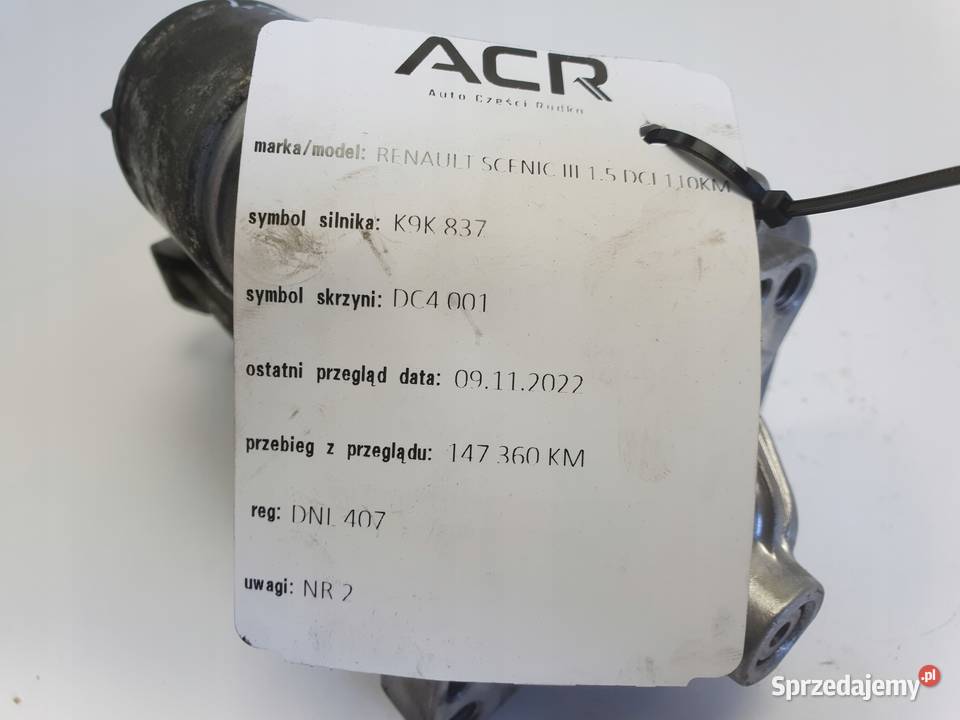 ACR
Auto Części Rudka
marka/model: RENAULT SCENIC III 1.5 DCI 110KM
symbol silnika: K9K 837
symbol skrzyni: DC4 001
ostatni przegląd data: 09.11.2022
przebieg z przeglądu: 147 360 KM
reg: DNL 407
uwagi: NR 2
Sprzedajemy.pl